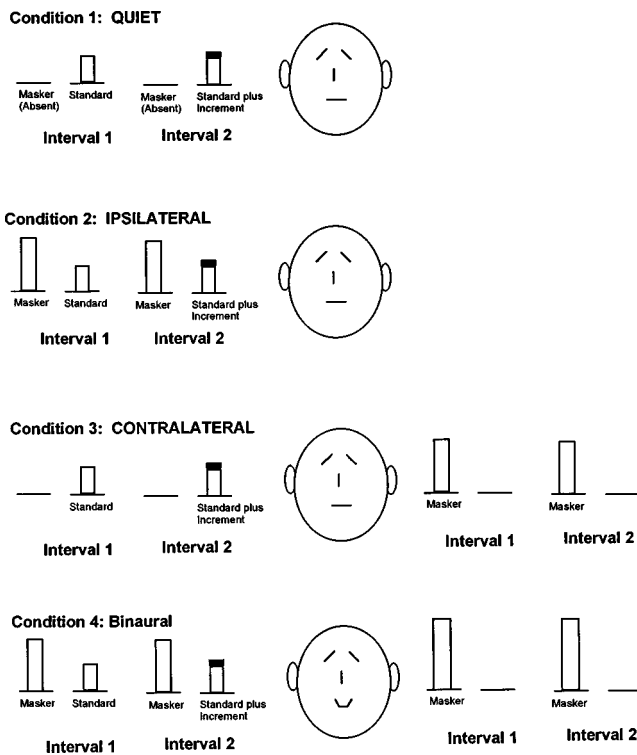 Condition 1: QUIET
Masker
(Absent)
Standard
Masker
(Absent)
Standard plus
Increment
Interval 1
Interval 2
Condition 2: IPSILATERAL
Masker
Standard
Masker
Standard plus
Increment
Interval 1
Interval 2
Condition 3: CONTRALATERAL
Standard
Standard plus
Increment
Interval 1
Interval 2
Masker
Masker
Interval 1
Interval 2
Condition 4: Binaural
Masker
Standard
Masker
Standard plus
Increment
Interval 1
Interval 2
Masker
Masker
Interval 1
Interval 2